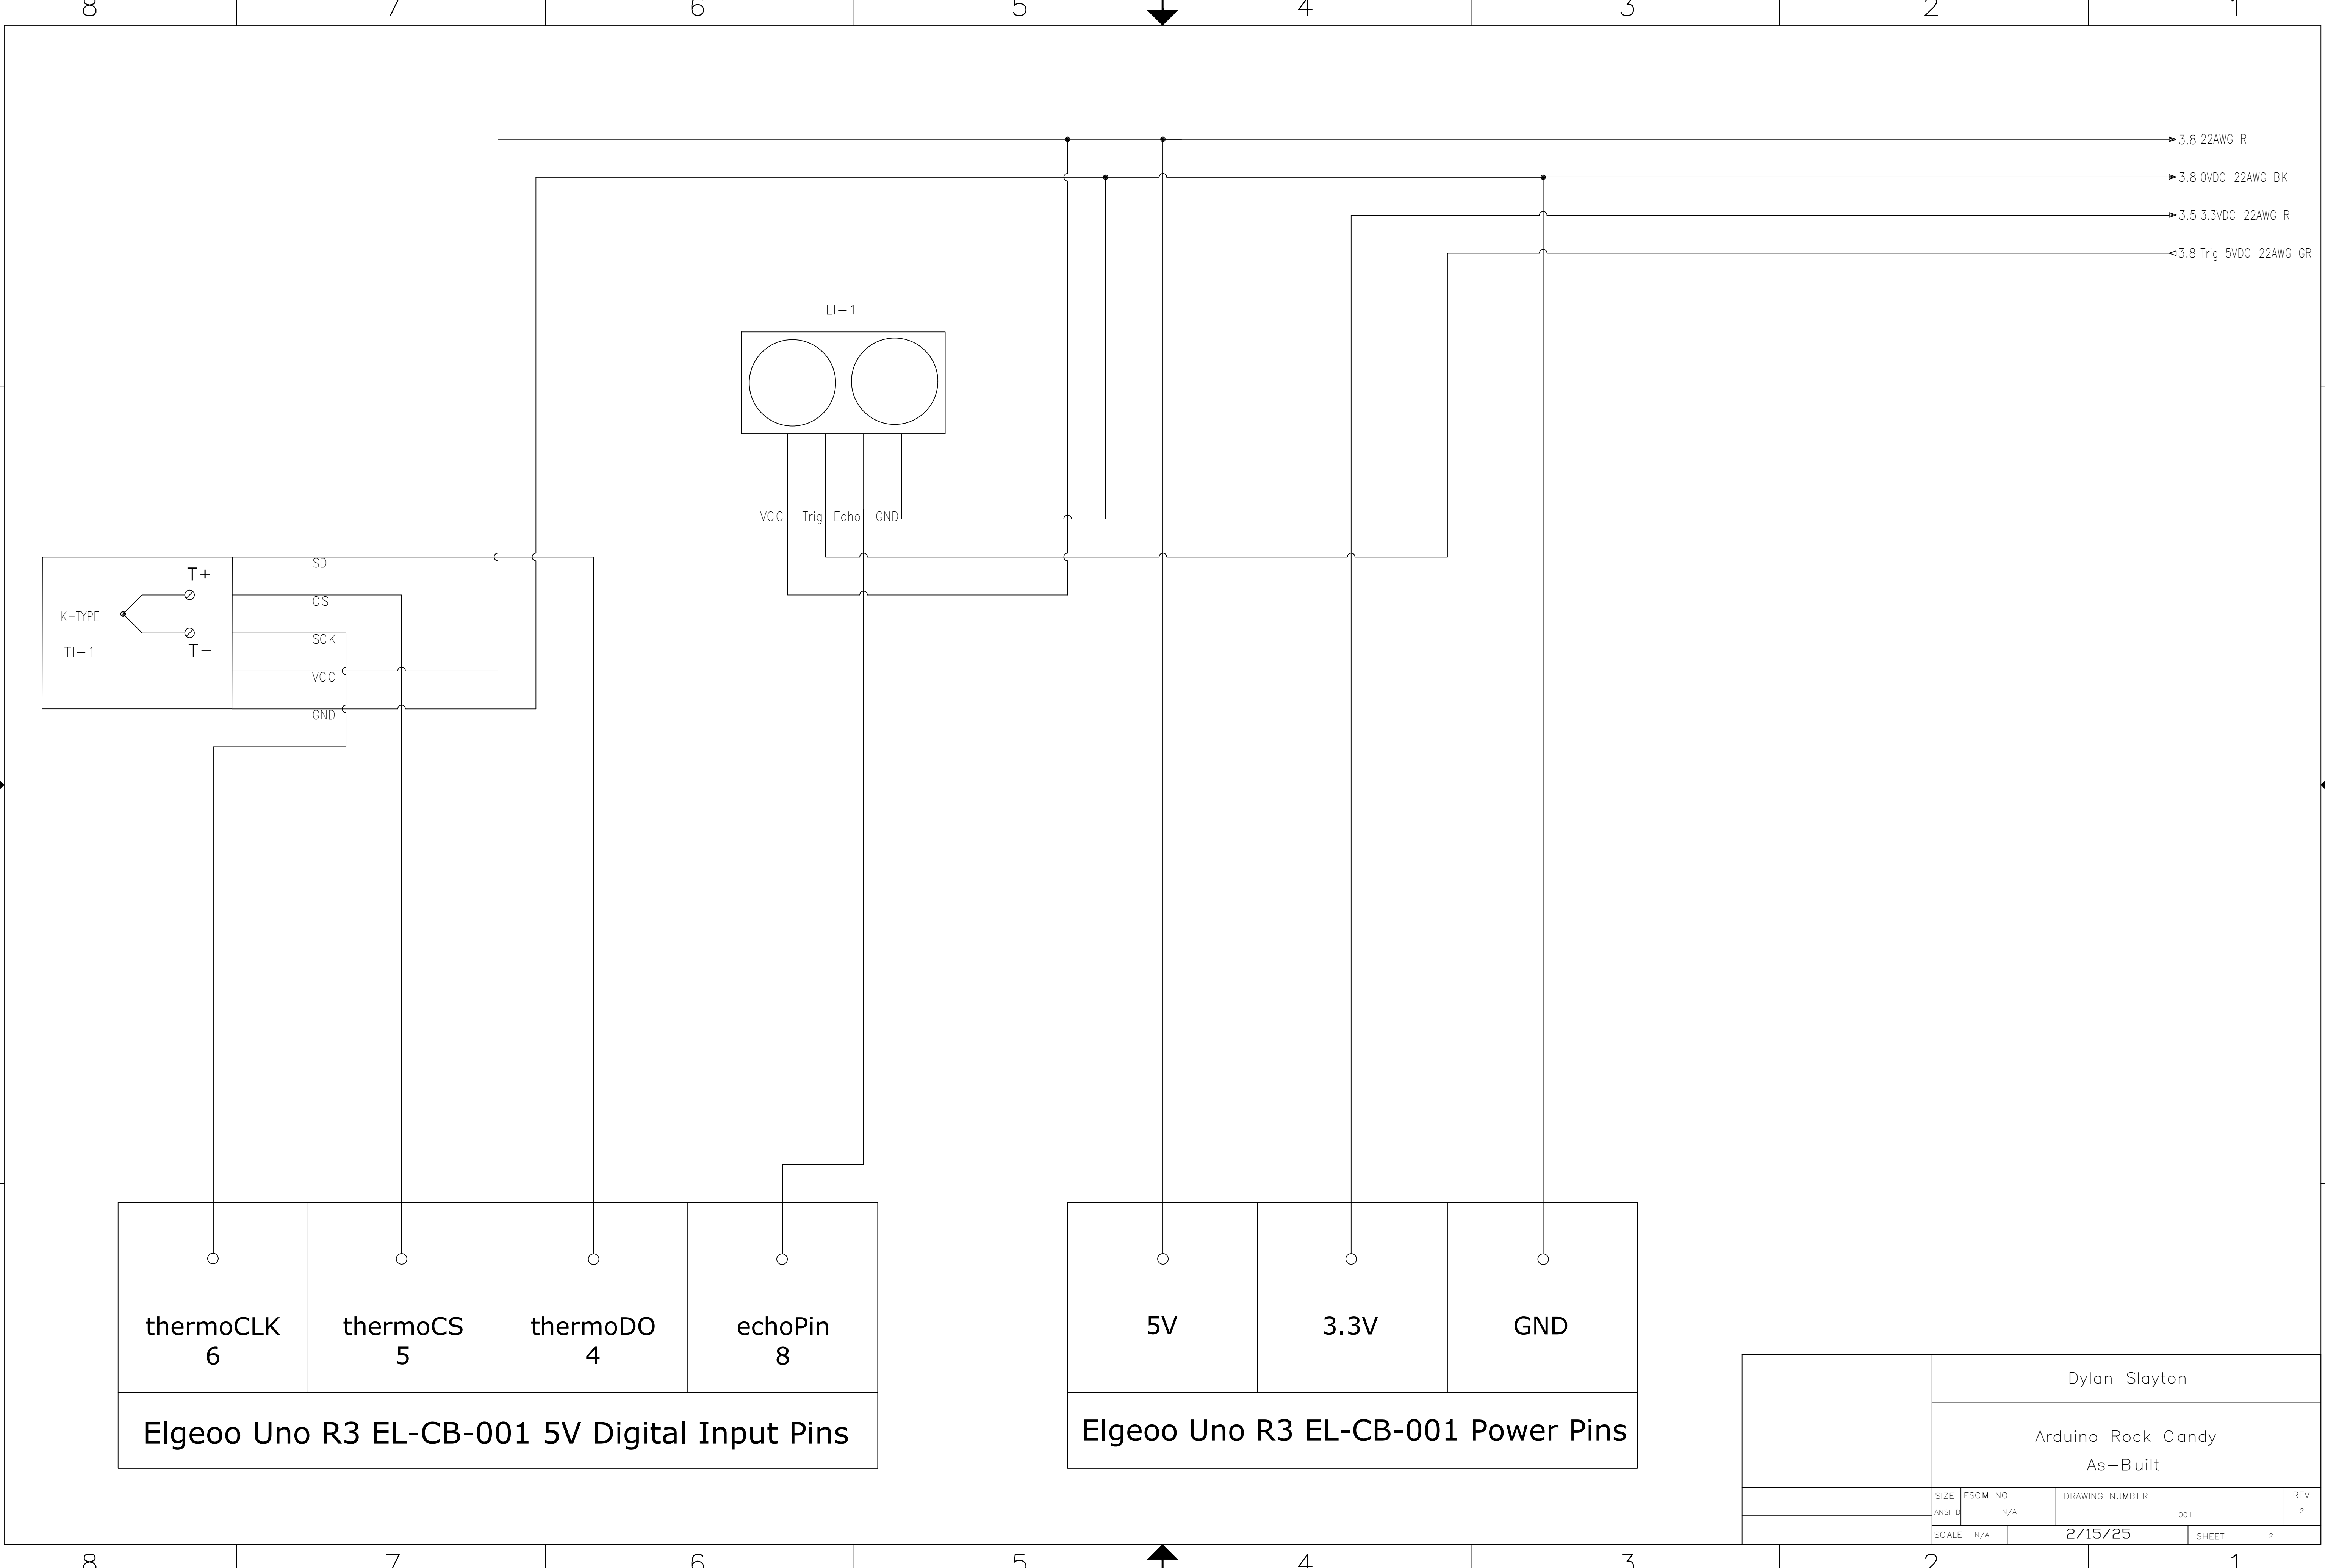 8 7 6 5 4 3 2 1
3.8 22AWG R
3.8 0VDC 22AWG BK
3.5 3.3VDC 22AWG R
3.8 Trig 5VDC 22AWG GR
LI-1
VCC Trig Echo GND
SD
T+
CS
K-TYPE
SCK
TI-1
T-
VCC
GND
thermoCLK
6
thermoCS
5
thermoDO
4
echoPin
8
Elgeoo Uno R3 EL-CB-001 5V Digital Input Pins
5V
3.3V
GND
Elgeoo Uno R3 EL-CB-001 Power Pins
Dylan Slayton
Arduino Rock Candy
As-Built
SIZE
ANSI D
FSCM NO
N/A
DRAWING NUMBER
001
REV
2
SCALE N/A
2/15/25
SHEET 2
8 7 6 5 4 3 2 1